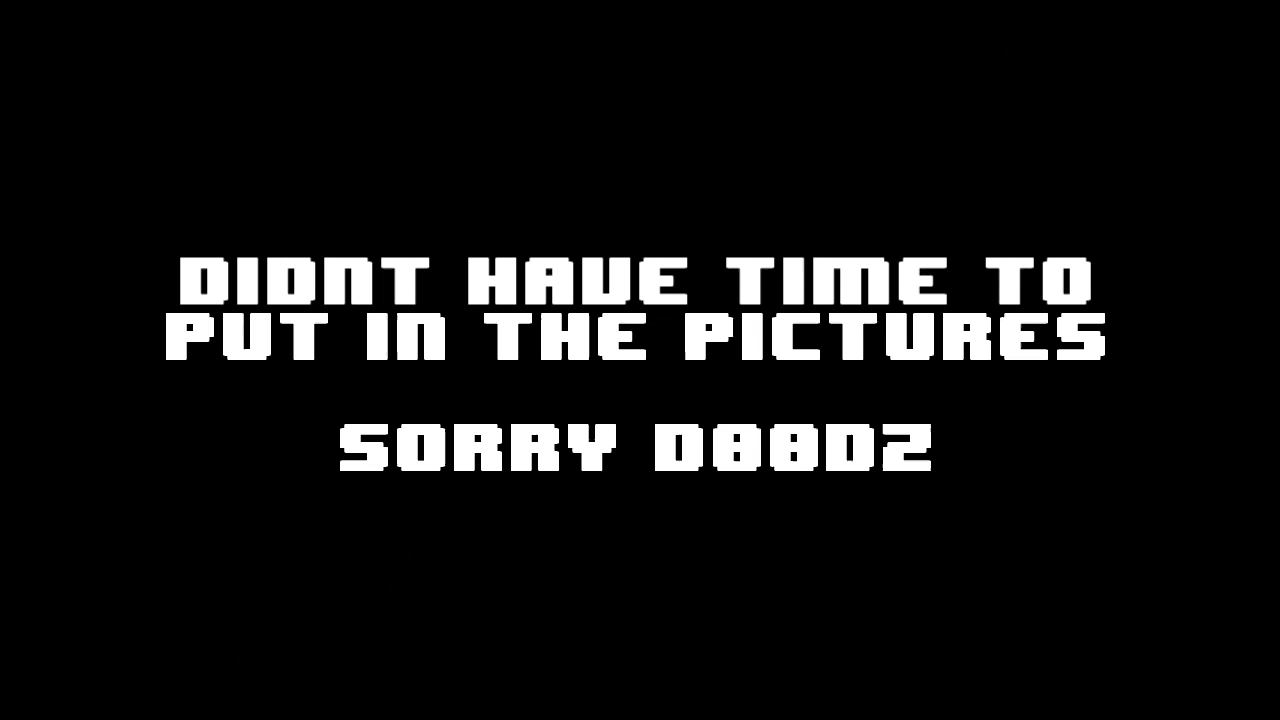 DIDNT HAVE TIME TO
PUT IN THE PICTURES
SORRY D00DZ